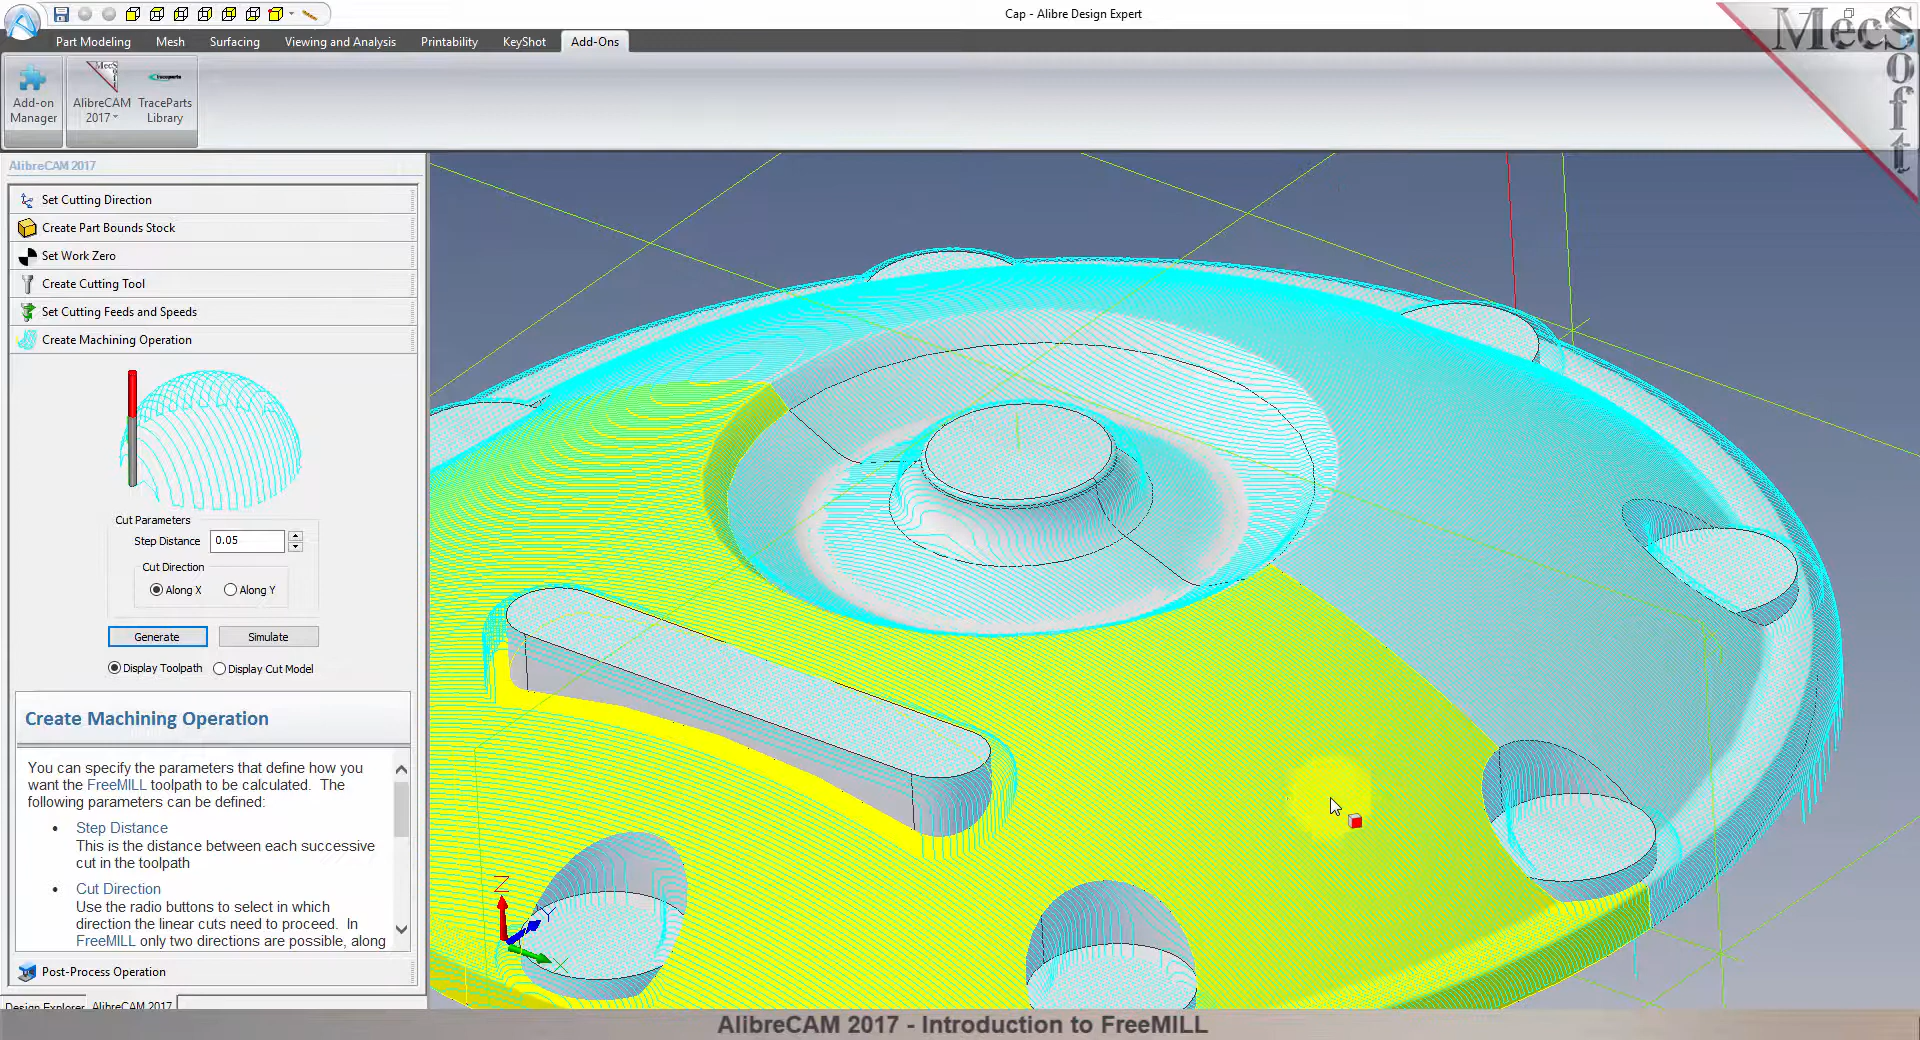 Cap - Alibre Design Expert
Part Modeling Mesh Surfacing Viewing and Analysis Printability KeyShot Add-Ons
Add-on Manager
AlibreCAM 2017
TraceParts Library
MecSoft
AlibreCAM 2017
Set Cutting Direction
Create Part Bounds Stock
Set Work Zero
Create Cutting Tool
Set Cutting Feeds and Speeds
Create Machining Operation
Cut Parameters
Step Distance 0.05
Cut Direction
Along X Along Y
Generate Simulate
Display Toolpath Display Cut Model
Create Machining Operation
You can specify the parameters that define how you
want the FreeMILL toolpath to be calculated. The
following parameters can be defined:
• Step Distance
This is the distance between each successive
cut in the toolpath
• Cut Direction
Use the radio buttons to select in which
direction the linear cuts need to proceed. In
FreeMILL only two directions are possible, along
Post-Process Operation
Design Explorer AlibreCAM 2017
Z
Y
X
AlibreCAM 2017 - Introduction to FreeMILL